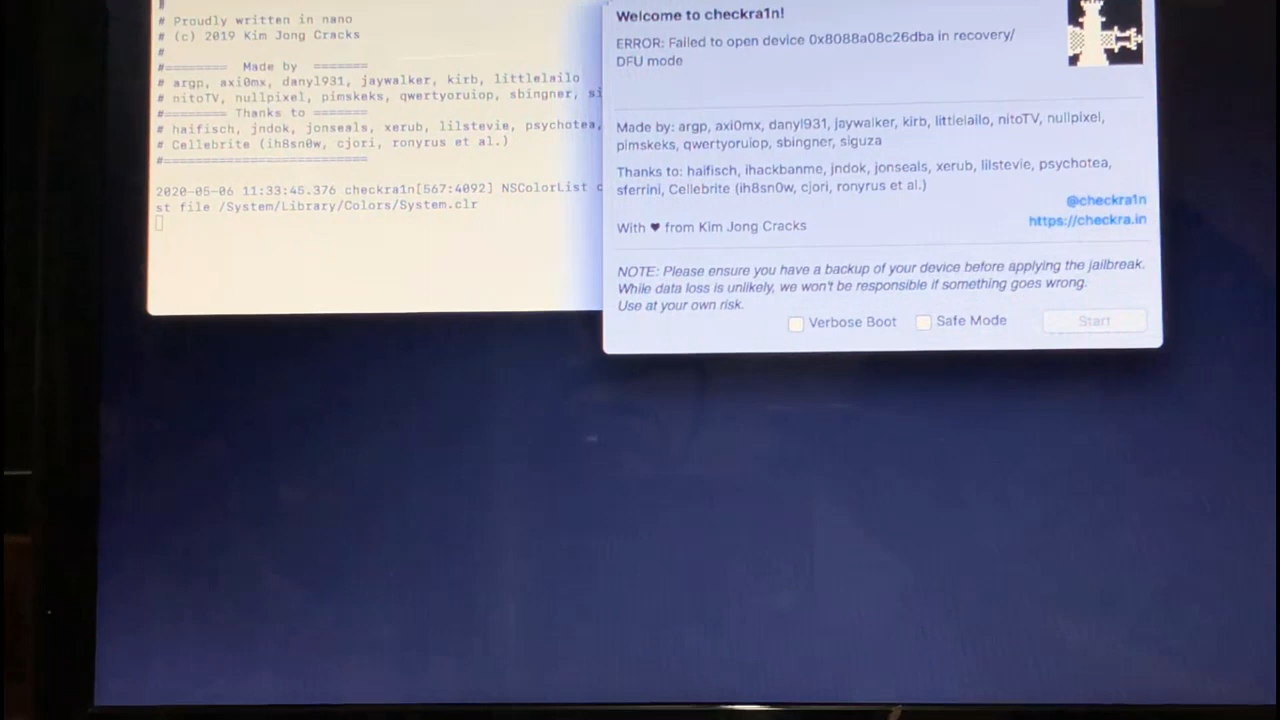 #
# Proudly written in nano
# (c) 2019 Kim Jong Cracks
#
#======== Made by =======
# argp, axi0mx, danyl931, jaywalker, kirb, littlelailo
# nitoTV, nullpixel, pimskeks, qwertyoruiop, sbingner, si
#======== Thanks to =======
# haifisch, jndok, jonseals, xerub, lilstevie, psychotea,
# Cellebrite (ih8sn0w, cjori, ronyrus et al.)
#==========================
2020-05-06 11:33:45.376 checkra1n[567:4092] NSColorList c
st file /System/Library/Colors/System.clr
Welcome to checkra1n!
ERROR: Failed to open device 0x8088a08c26dba in recovery/
DFU mode
Made by: argp, axi0mx, danyl931, jaywalker, kirb, littlelailo, nitoTV, nullpixel,
pimskeks, qwertyoruiop, sbingner, siguza
Thanks to: haifisch, ihackbanme, jndok, jonseals, xerub, lilstevie, psychotea,
sferrini, Cellebrite (ih8sn0w, cjori, ronyrus et al.)
@checkra1n
https://checkra.in
With ♥ from Kim Jong Cracks
NOTE: Please ensure you have a backup of your device before applying the jailbreak.
While data loss is unlikely, we won't be responsible if something goes wrong.
Use at your own risk.
Verbose Boot
Safe Mode
Start